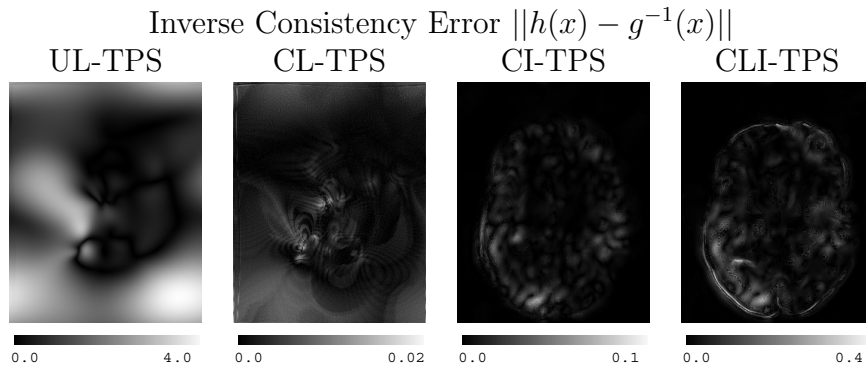 Inverse Consistency Error ||h(x) − g⁻¹(x)||
UL-TPS CL-TPS CI-TPS CLI-TPS
0.0 4.0 0.0 0.02 0.0 0.1 0.0 0.4